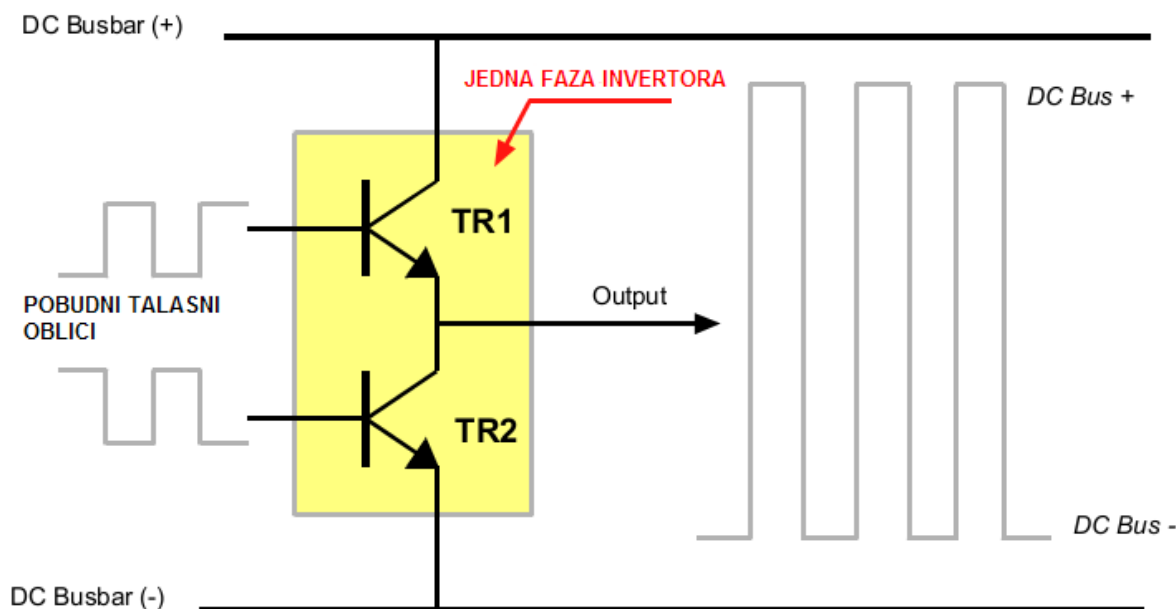 DC Busbar (+)
JEDNA FAZA INVERTORA
DC Bus +
TR1
POBUDNI TALASNI
OBLICI
Output
TR2
DC Bus -
DC Busbar (-)